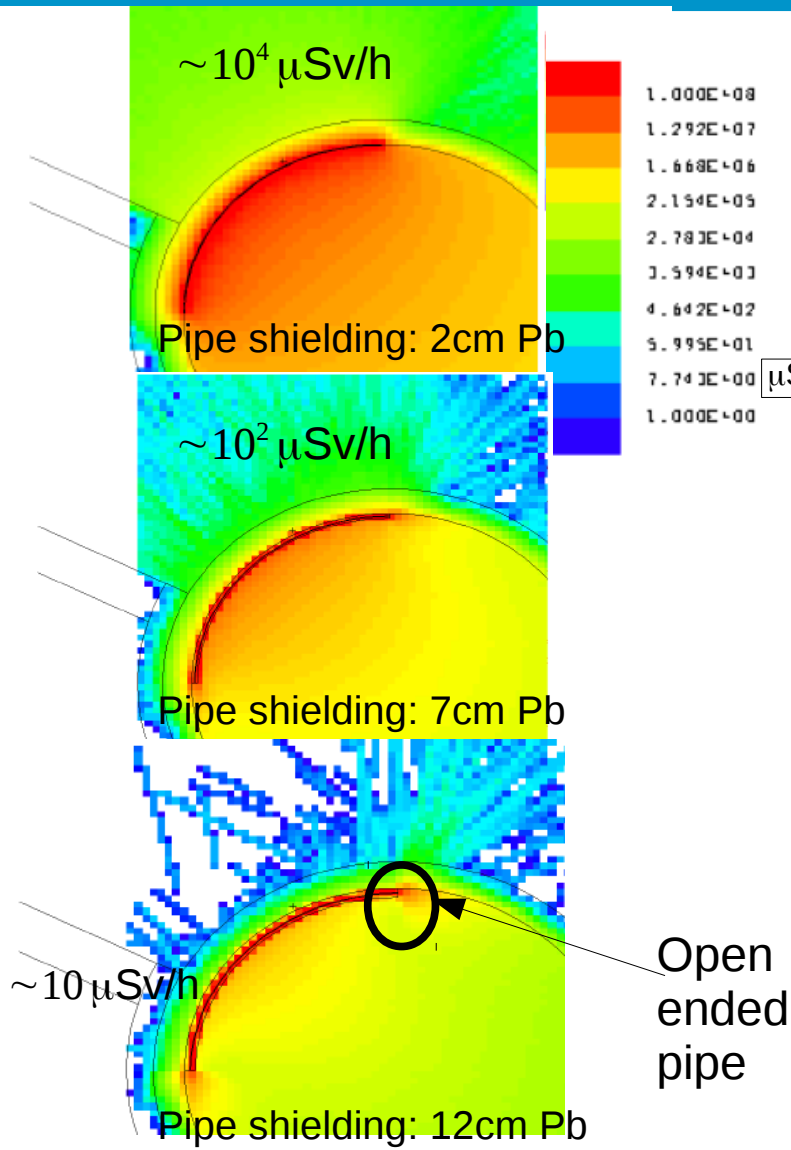 ~10⁴ μSv/h
Pipe shielding: 2cm Pb
1.000E+08
1.292E+07
1.668E+06
2.154E+05
2.783E+04
3.594E+03
4.642E+02
5.995E+01
7.743E+00
1.000E+00
μS
~10² μSv/h
Pipe shielding: 7cm Pb
~10 μSv/h
Open
ended
pipe
Pipe shielding: 12cm Pb